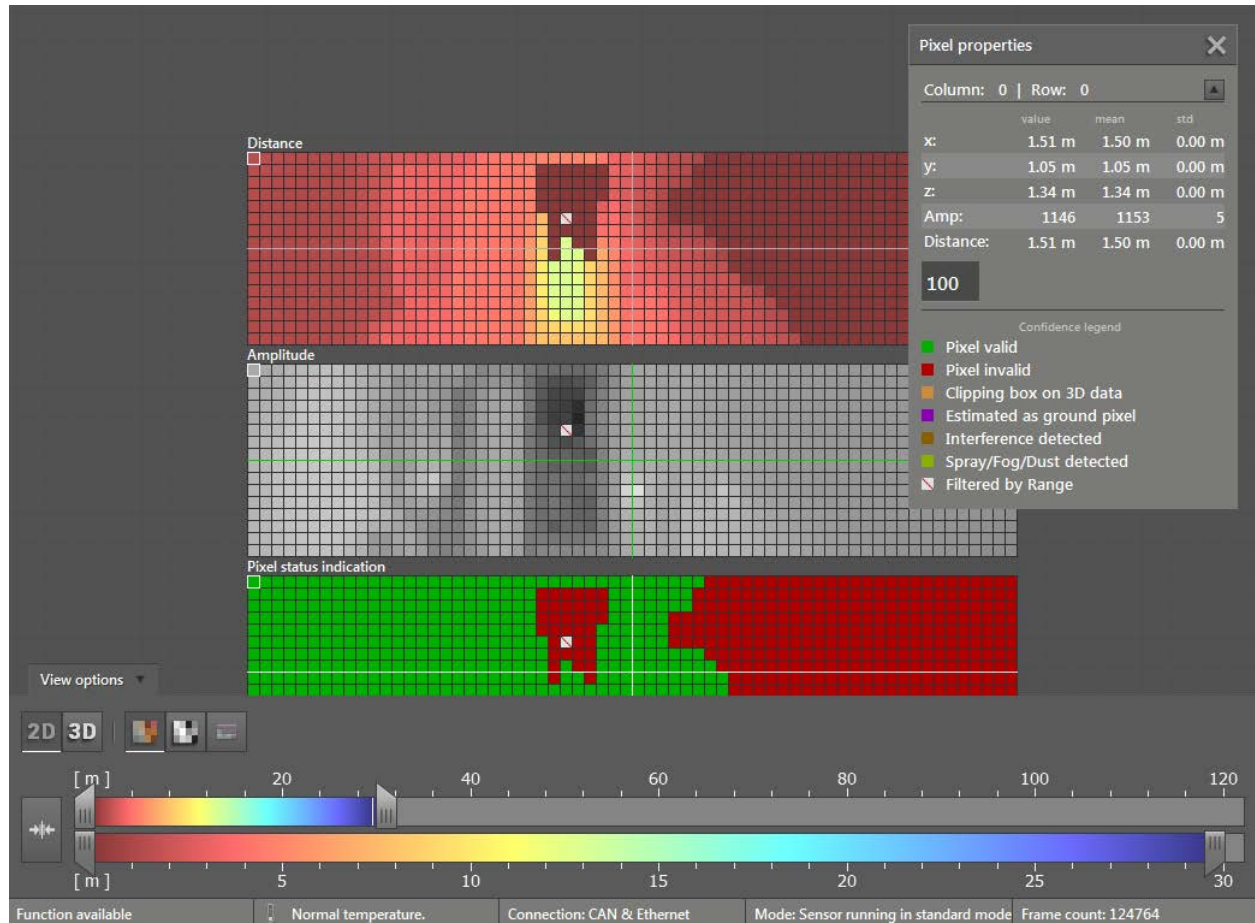 Pixel properties
Column: 0 | Row: 0
value mean std
x: 1.51 m 1.50 m 0.00 m
y: 1.05 m 1.05 m 0.00 m
z: 1.34 m 1.34 m 0.00 m
Amp: 1146 1153 5
Distance: 1.51 m 1.50 m 0.00 m
100
Confidence legend
Pixel valid
Pixel invalid
Clipping box on 3D data
Estimated as ground pixel
Interference detected
Spray/Fog/Dust detected
Filtered by Range
Distance
Amplitude
Pixel status indication
View options
2D 3D
[ m ] 20 40 60 80 100 120
[ m ] 5 10 15 20 25 30
Function available Normal temperature. Connection: CAN & Ethernet Mode: Sensor running in standard mode Frame count: 124764